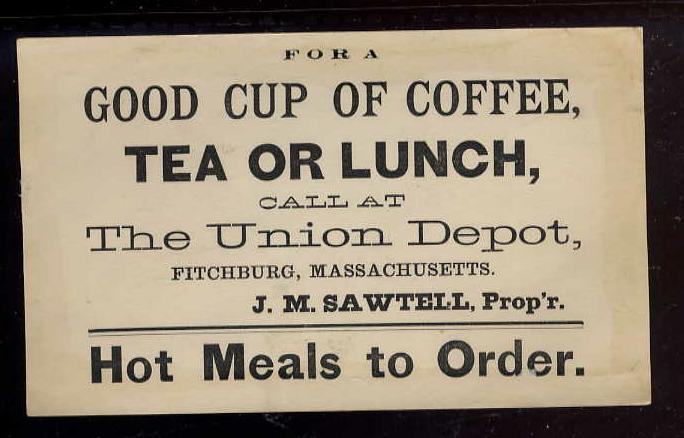 FOR A
GOOD CUP OF COFFEE,
TEA OR LUNCH,
CALL AT
The Union Depot,
FITCHBURG, MASSACHUSETTS.
J. M. SAWTELL, Prop'r.
Hot Meals to Order.